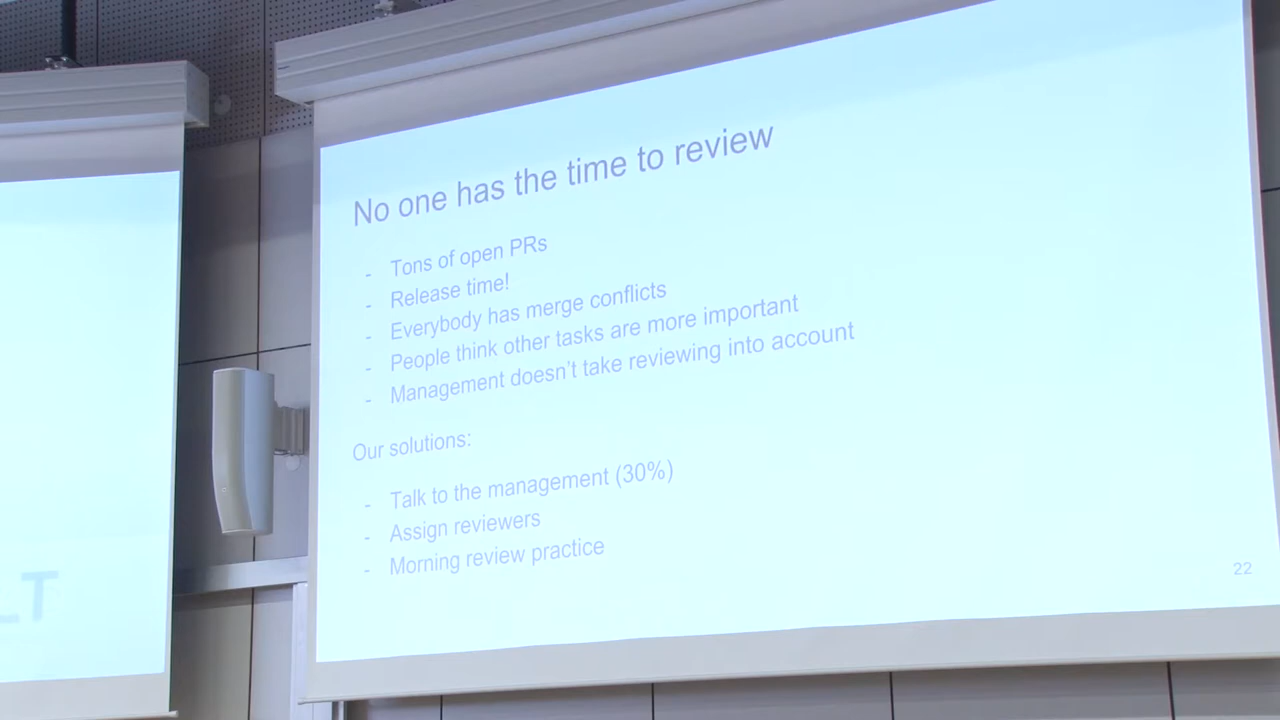 No one has the time to review
- Tons of open PRs
- Release time!
- Everybody has merge conflicts
- People think other tasks are more important
- Management doesn't take reviewing into account
Our solutions:
- Talk to the management (30%)
- Assign reviewers
- Morning review practice
22